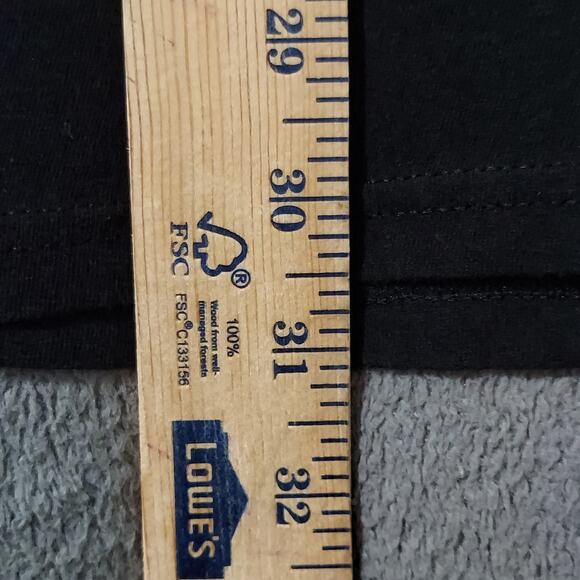 29
30
31
32
FSC
®
FSC® C133156
100%
Wood from well-
managed forests
LOWE'S